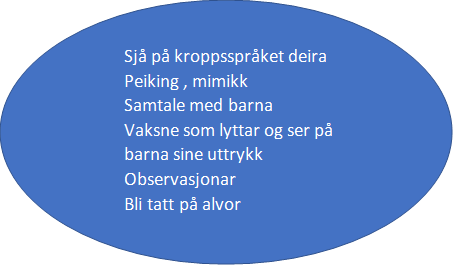 Sjå på kroppsspråket deira
Peiking , mimikk
Samtale med barna
Vaksne som lyttar og ser på
barna sine uttrykk
Observasjonar
Bli tatt på alvor